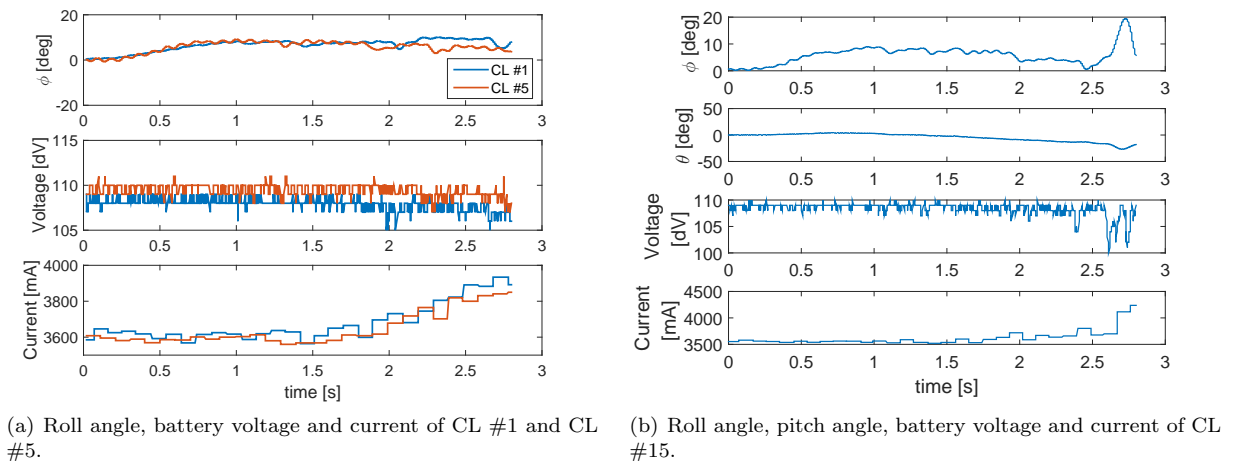 20
0
-20
ϕ [deg]
CL #1
CL #5
0 0.5 1 1.5 2 2.5 3
115
110
105
Voltage [dV]
0 0.5 1 1.5 2 2.5 3
4000
3800
3600
Current [mA]
0 0.5 1 1.5 2 2.5 3
time [s]
(a) Roll angle, battery voltage and current of CL #1 and CL
#5.
20
10
0
ϕ [deg]
0 0.5 1 1.5 2 2.5 3
50
0
-50
θ [deg]
0 0.5 1 1.5 2 2.5 3
110
105
100
Voltage
[dV]
0 0.5 1 1.5 2 2.5 3
4500
4000
3500
Current
[mA]
0 0.5 1 1.5 2 2.5 3
time [s]
(b) Roll angle, pitch angle, battery voltage and current of CL
#15.